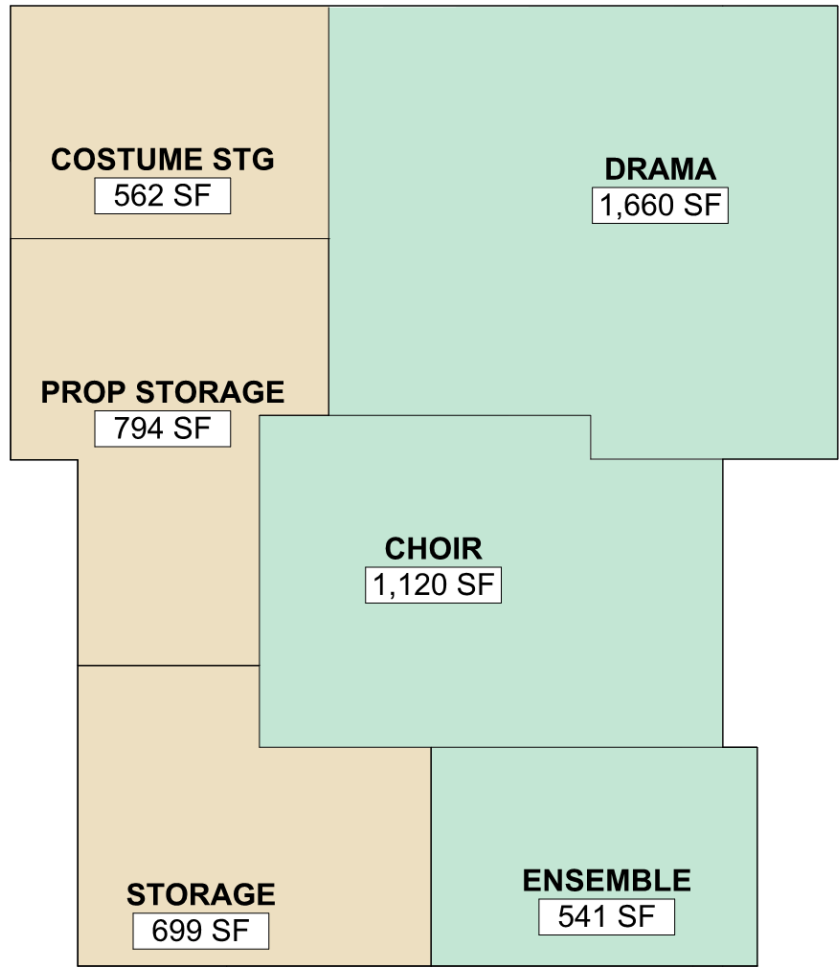 COSTUME STG
562 SF
DRAMA
1,660 SF
PROP STORAGE
794 SF
CHOIR
1,120 SF
STORAGE
699 SF
ENSEMBLE
541 SF